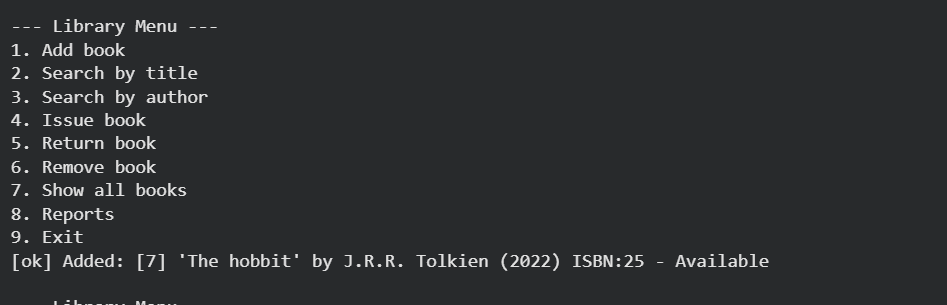 --- Library Menu ---
1. Add book
2. Search by title
3. Search by author
4. Issue book
5. Return book
6. Remove book
7. Show all books
8. Reports
9. Exit
[ok] Added: [7] 'The hobbit' by J.R.R. Tolkien (2022) ISBN:25 - Available